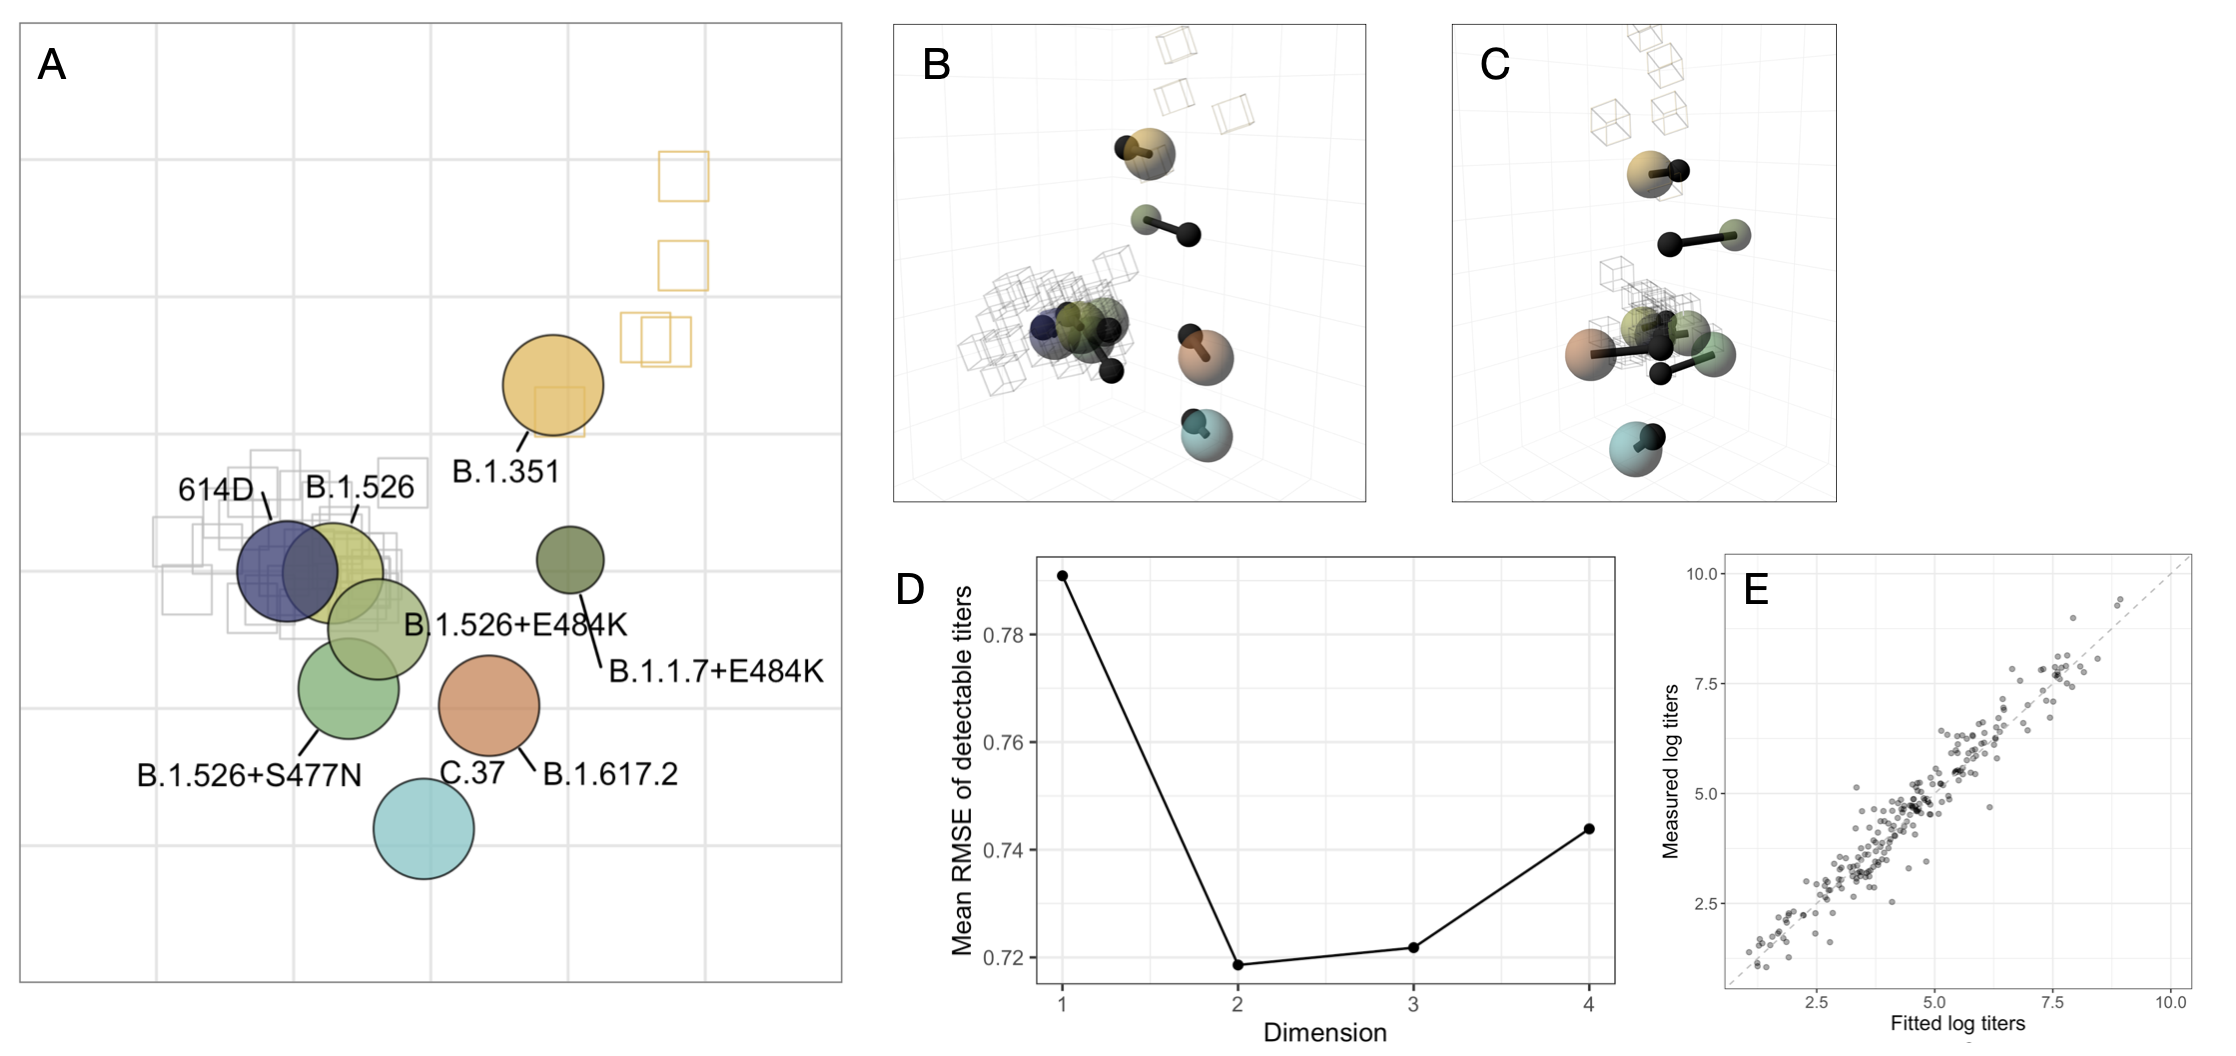 A
614D
B.1.526
B.1.351
B.1.526+E484K
B.1.1.7+E484K
B.1.526+S477N
C.37
B.1.617.2
B
C
D
Mean RMSE of detectable titers
0.78
0.76
0.74
0.72
1
2
3
4
Dimension
E
Measured log titers
10.0
7.5
5.0
2.5
2.5
5.0
7.5
10.0
Fitted log titers